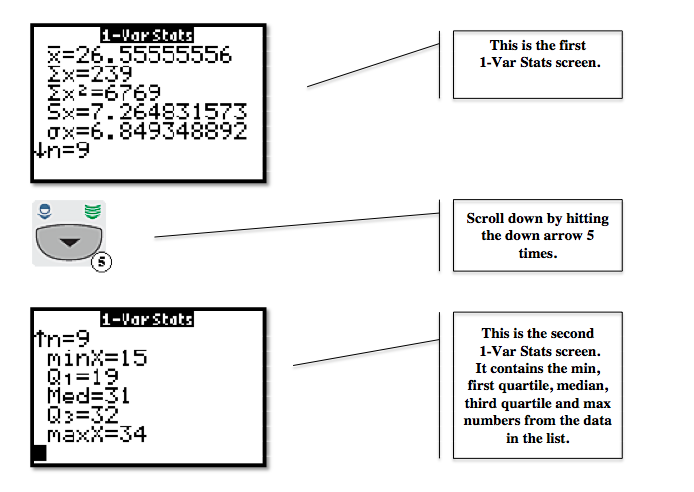 1-Var Stats
x̄=26.55555556
Σx=239
Σx²=6769
Sx=7.264831573
σx=6.849348892
↓n=9
This is the first
1-Var Stats screen.
5
Scroll down by hitting
the down arrow 5
times.
1-Var Stats
↑n=9
minX=15
Q₁=19
Med=31
Q₃=32
maxX=34
This is the second
1-Var Stats screen.
It contains the min,
first quartile, median,
third quartile and max
numbers from the data
in the list.